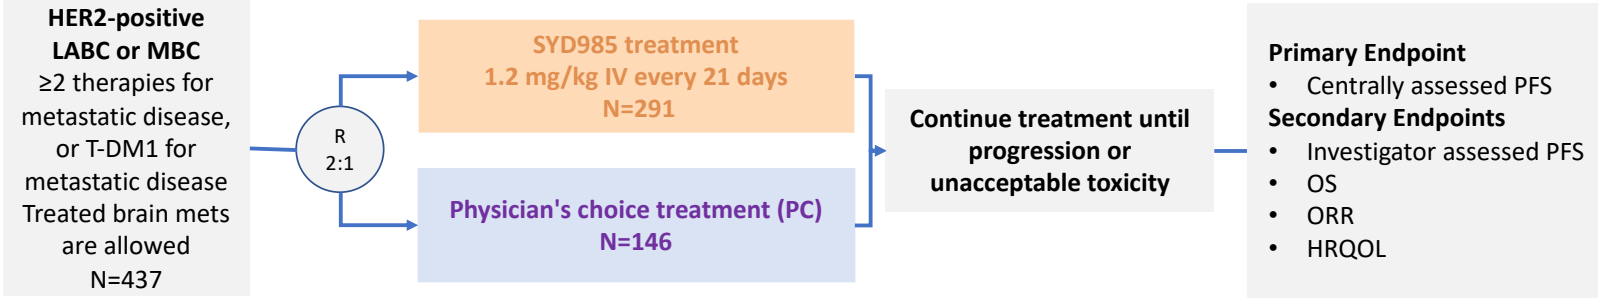 HER2-positive
LABC or MBC
≥2 therapies for
metastatic disease,
or T-DM1 for
metastatic disease
Treated brain mets
are allowed
N=437
R
2:1
SYD985 treatment
1.2 mg/kg IV every 21 days
N=291
Physician's choice treatment (PC)
N=146
Continue treatment until
progression or
unacceptable toxicity
Primary Endpoint
• Centrally assessed PFS
Secondary Endpoints
• Investigator assessed PFS
• OS
• ORR
• HRQOL